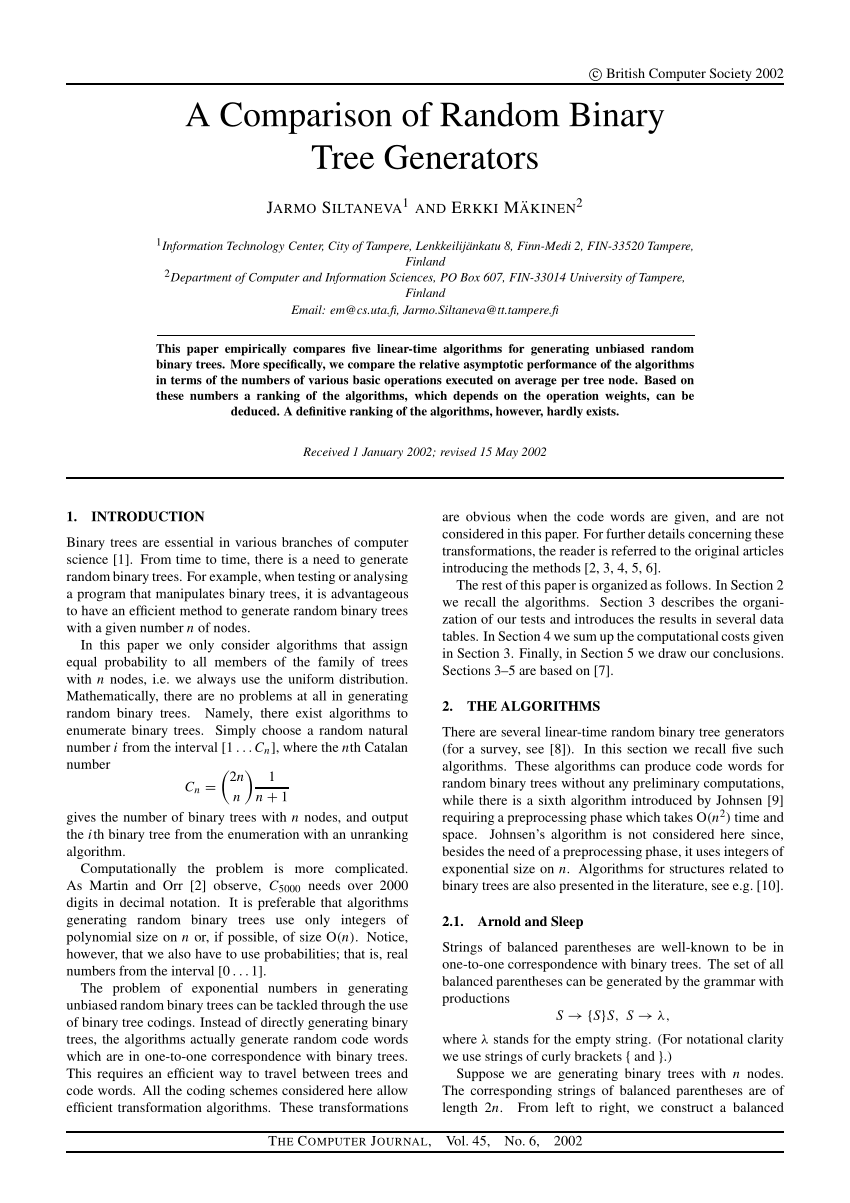 © British Computer Society 2002
A Comparison of Random Binary
Tree Generators
JARMO SILTANEVA1 AND ERKKI MÄKINEN2
1Information Technology Center, City of Tampere, Lenkkeilijänkatu 8, Finn-Medi 2, FIN-33520 Tampere,
Finland
2Department of Computer and Information Sciences, PO Box 607, FIN-33014 University of Tampere,
Finland
Email: em@cs.uta.fi, Jarmo.Siltaneva@tt.tampere.fi
This paper empirically compares five linear-time algorithms for generating unbiased random
binary trees. More specifically, we compare the relative asymptotic performance of the algorithms
in terms of the numbers of various basic operations executed on average per tree node. Based on
these numbers a ranking of the algorithms, which depends on the operation weights, can be
deduced. A definitive ranking of the algorithms, however, hardly exists.
Received 1 January 2002; revised 15 May 2002
1. INTRODUCTION
Binary trees are essential in various branches of computer
science [1]. From time to time, there is a need to generate
random binary trees. For example, when testing or analysing
a program that manipulates binary trees, it is advantageous
to have an efficient method to generate random binary trees
with a given number n of nodes.
In this paper we only consider algorithms that assign
equal probability to all members of the family of trees
with n nodes, i.e. we always use the uniform distribution.
Mathematically, there are no problems at all in generating
random binary trees. Namely, there exist algorithms to
enumerate binary trees. Simply choose a random natural
number i from the interval [1 . . . Cn], where the nth Catalan
number
Cn = (2n n) 1/(n + 1)
gives the number of binary trees with n nodes, and output
the ith binary tree from the enumeration with an unranking
algorithm.
Computationally the problem is more complicated.
As Martin and Orr [2] observe, C5000 needs over 2000
digits in decimal notation. It is preferable that algorithms
generating random binary trees use only integers of
polynomial size on n or, if possible, of size O(n). Notice,
however, that we also have to use probabilities; that is, real
numbers from the interval [0 . . . 1].
The problem of exponential numbers in generating
unbiased random binary trees can be tackled through the use
of binary tree codings. Instead of directly generating binary
trees, the algorithms actually generate random code words
which are in one-to-one correspondence with binary trees.
This requires an efficient way to travel between trees and
code words. All the coding schemes considered here allow
efficient transformation algorithms. These transformations
are obvious when the code words are given, and are not
considered in this paper. For further details concerning these
transformations, the reader is referred to the original articles
introducing the methods [2, 3, 4, 5, 6].
The rest of this paper is organized as follows. In Section 2
we recall the algorithms. Section 3 describes the organi-
zation of our tests and introduces the results in several data
tables. In Section 4 we sum up the computational costs given
in Section 3. Finally, in Section 5 we draw our conclusions.
Sections 3–5 are based on [7].
2. THE ALGORITHMS
There are several linear-time random binary tree generators
(for a survey, see [8]). In this section we recall five such
algorithms. These algorithms can produce code words for
random binary trees without any preliminary computations,
while there is a sixth algorithm introduced by Johnsen [9]
requiring a preprocessing phase which takes O(n2) time and
space. Johnsen's algorithm is not considered here since,
besides the need of a preprocessing phase, it uses integers of
exponential size on n. Algorithms for structures related to
binary trees are also presented in the literature, see e.g. [10].
2.1. Arnold and Sleep
Strings of balanced parentheses are well-known to be in
one-to-one correspondence with binary trees. The set of all
balanced parentheses can be generated by the grammar with
productions
S → {S}S, S → λ,
where λ stands for the empty string. (For notational clarity
we use strings of curly brackets { and }.)
Suppose we are generating binary trees with n nodes.
The corresponding strings of balanced parentheses are of
length 2n. From left to right, we construct a balanced
THE COMPUTER JOURNAL, Vol. 45, No. 6, 2002